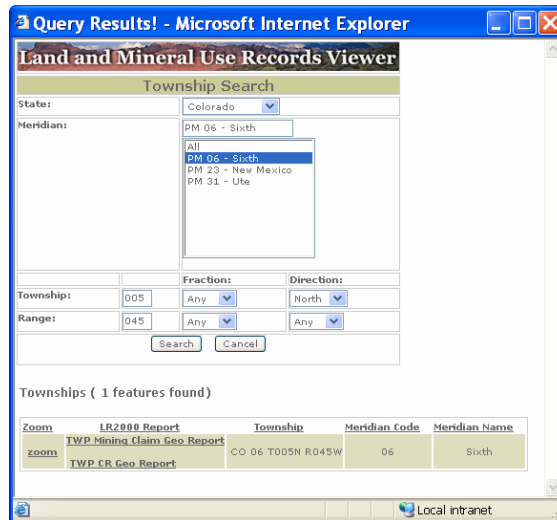 Query Results! - Microsoft Internet Explorer
Land and Mineral Use Records Viewer
Township Search
State: Colorado
Meridian: PM 06 - Sixth
All
PM 06 - Sixth
PM 23 - New Mexico
PM 31 - Ute
Fraction: Direction:
Township: 005 Any North
Range: 045 Any Any
Search Cancel
Townships ( 1 features found)
Zoom LR2000 Report Township Meridian Code Meridian Name
zoom TWP Mining Claim Geo Report CO 06 T005N R045W 06 Sixth
TWP CR Geo Report
Local intranet